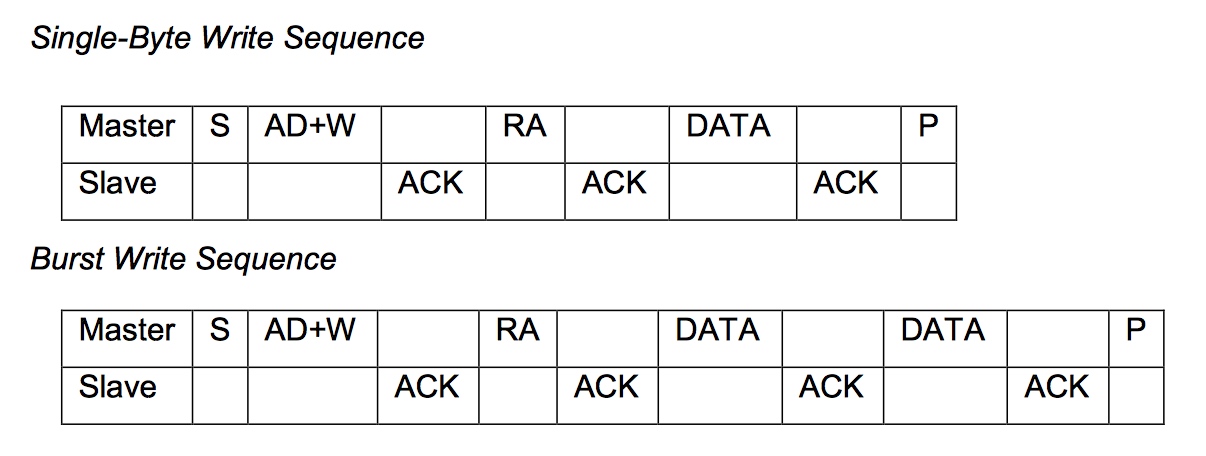 Single-Byte Write Sequence
Master S AD+W RA DATA P
Slave ACK ACK ACK
Burst Write Sequence
Master S AD+W RA DATA DATA P
Slave ACK ACK ACK ACK